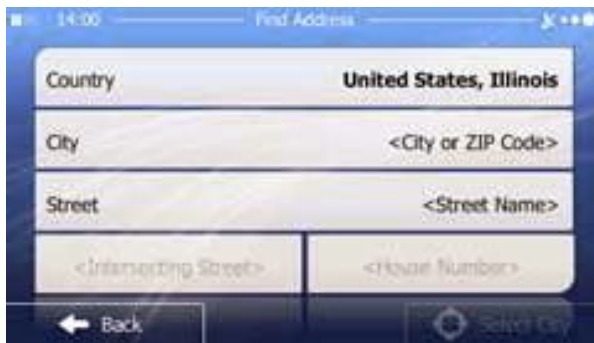 14:00 Find Address
Country United States, Illinois
City <City or ZIP Code>
Street <Street Name>
<Intersecting Street> <House Number>
Back Select City